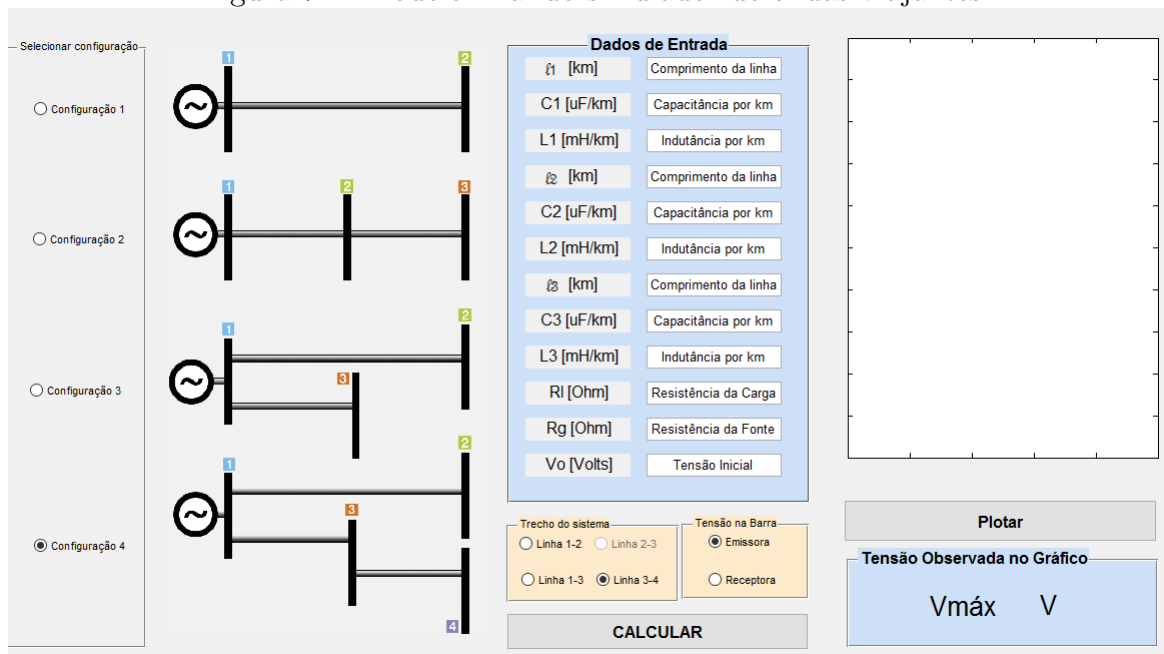 Selecionar configuração
Configuração 1
Configuração 2
Configuração 3
Configuração 4
1
2
1
2
3
1
2
3
1
2
3
4
Dados de Entrada
ℓ1 [km] Comprimento da linha
C1 [uF/km] Capacitância por km
L1 [mH/km] Indutância por km
ℓ2 [km] Comprimento da linha
C2 [uF/km] Capacitância por km
L2 [mH/km] Indutância por km
ℓ3 [km] Comprimento da linha
C3 [uF/km] Capacitância por km
L3 [mH/km] Indutância por km
Rl [Ohm] Resistência da Carga
Rg [Ohm] Resistência da Fonte
Vo [Volts] Tensão Inicial
Trecho do sistema
Linha 1-2 Linha 2-3
Linha 1-3 Linha 3-4
Tensão na Barra
Emissora
Receptora
CALCULAR
Plotar
Tensão Observada no Gráfico
Vmáx V